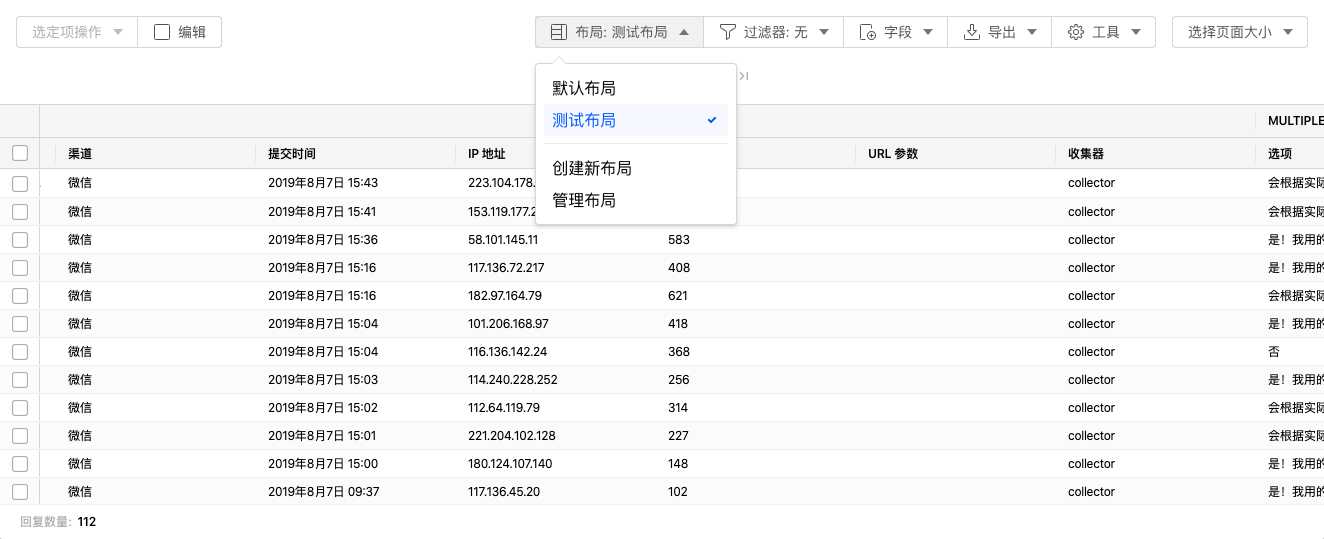 选定项操作 编辑 布局: 测试布局 过滤器: 无 字段 导出 工具 选择页面大小
默认布局
测试布局
创建新布局
管理布局
MULTIPLE
渠道 提交时间 IP 地址 URL 参数 收集器 选项
微信 2019年8月7日 15:43 223.104.178. collector 会根据实际
微信 2019年8月7日 15:41 153.119.177.2 collector 会根据实际
微信 2019年8月7日 15:36 58.101.145.11 583 collector 是！我用的
微信 2019年8月7日 15:16 117.136.72.217 408 collector 是！我用的
微信 2019年8月7日 15:16 182.97.164.79 621 collector 会根据实际
微信 2019年8月7日 15:04 101.206.168.97 418 collector 是！我用的
微信 2019年8月7日 15:04 116.136.142.24 368 collector 否
微信 2019年8月7日 15:03 114.240.228.252 256 collector 是！我用的
微信 2019年8月7日 15:02 112.64.119.79 314 collector 会根据实际
微信 2019年8月7日 15:01 221.204.102.128 227 collector 会根据实际
微信 2019年8月7日 15:00 180.124.107.140 148 collector 是！我用的
微信 2019年8月7日 09:37 117.136.45.20 102 collector 是！我用的
回复数量: 112